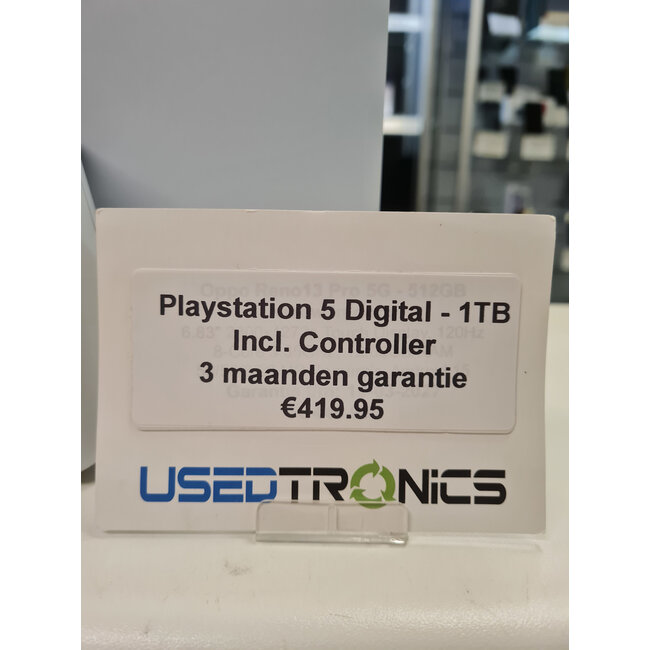 Playstation 5 Digital - 1TB
Incl. Controller
3 maanden garantie
€419.95
USEDTRONiCS